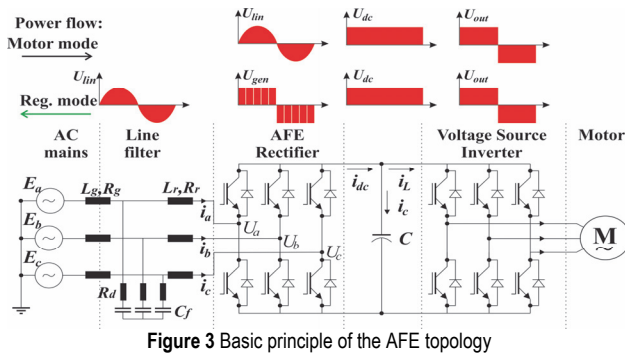 Power flow:
Motor mode
Reg. mode
U_lin
U_lin
U_gen
U_dc
U_dc
U_out
U_out
AC mains
Line filter
AFE Rectifier
Voltage Source Inverter
Motor
E_a
E_b
E_c
L_g,R_g
L_r,R_r
i_a
i_b
i_c
U_a
U_b
U_c
R_d
C_f
i_dc
i_L
i_c
C
M
~
Figure 3 Basic principle of the AFE topology